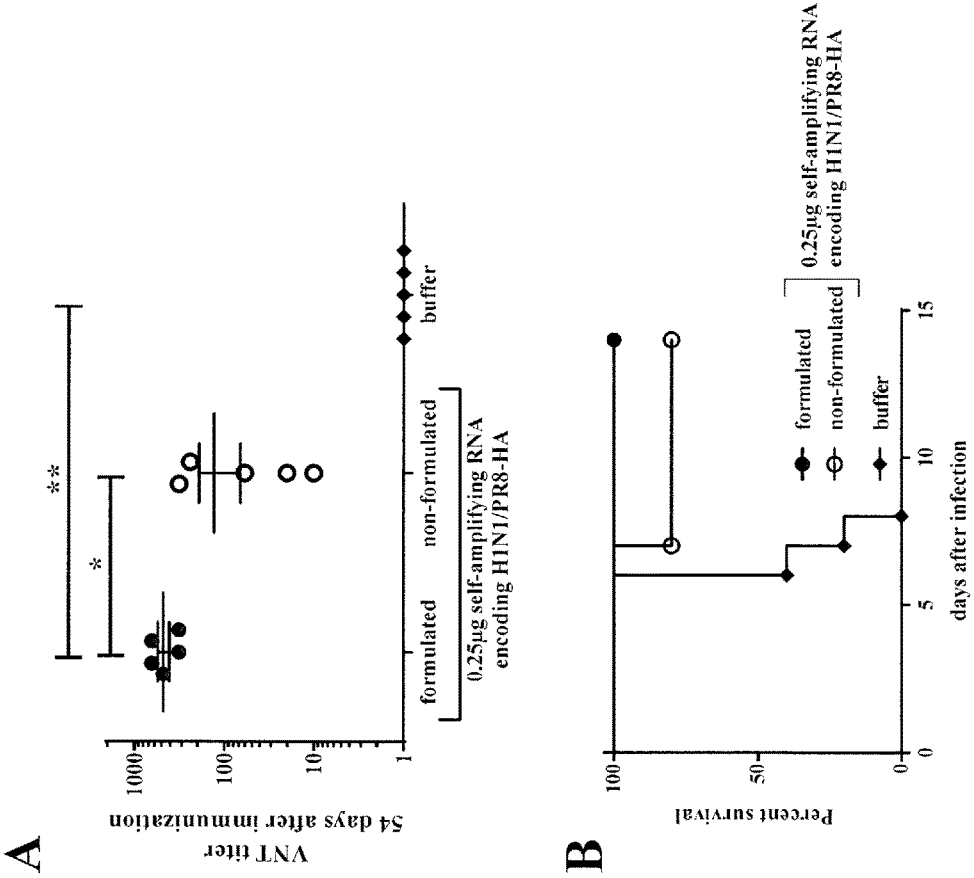 A
VNT titer
54 days after immunization
1000
100
10
1
**
*
formulated
non-formulated
buffer
0.25µg self-amplifying RNA
encoding H1N1/PR8-HA
B
Percent survival
100
50
0
0
5
10
15
days after infection
formulated
non-formulated
buffer
0.25µg self-amplifying RNA
encoding H1N1/PR8-HA